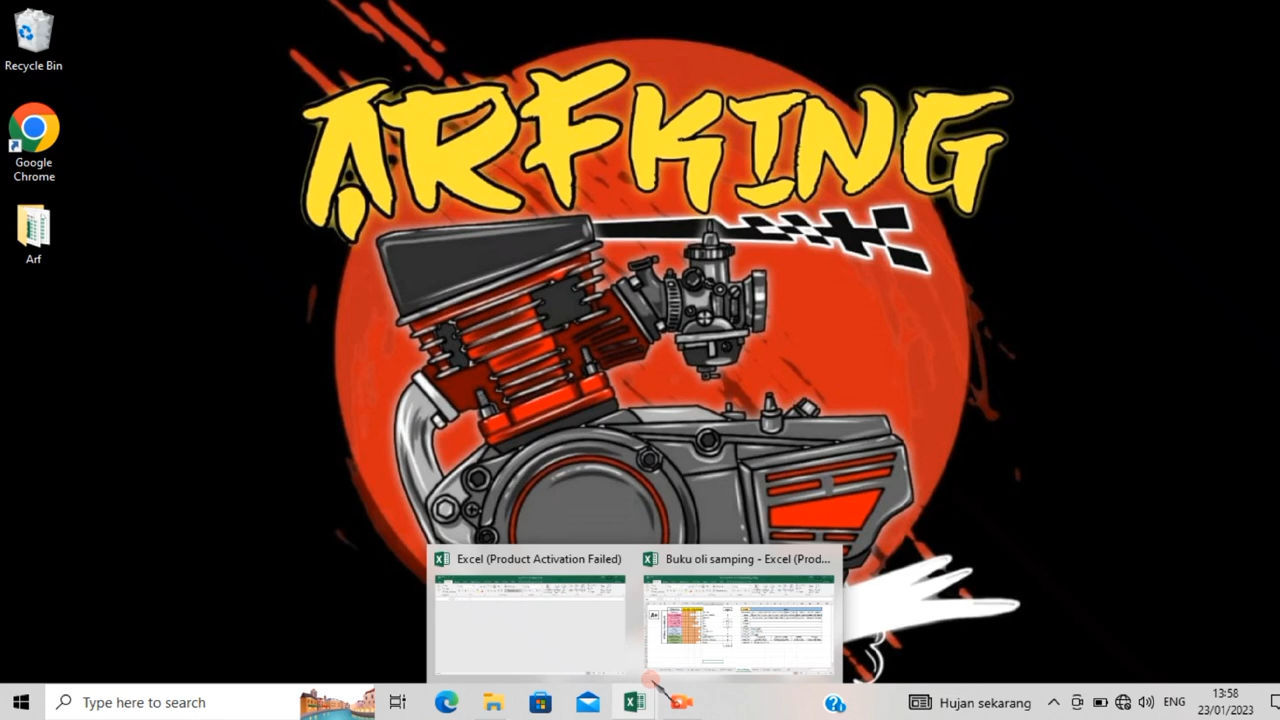 Recycle Bin
ARFKING
Google
Chrome
Arf
Excel (Product Activation Failed)
Buku oli samping - Excel (Prod...
Type here to search
Hujan sekarang
ENG
13:58
23/01/2023